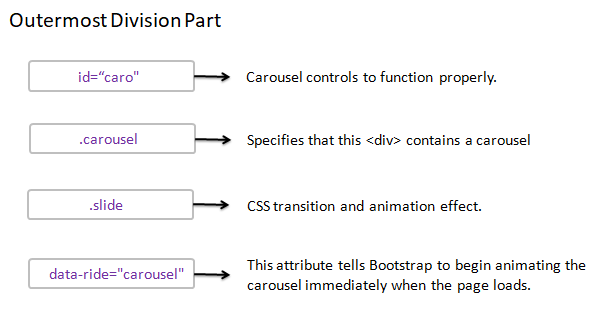 Outermost Division Part
id=“caro"
Carousel controls to function properly.
.carousel
Specifies that this <div> contains a carousel
.slide
CSS transition and animation effect.
data-ride="carousel"
This attribute tells Bootstrap to begin animating the
carousel immediately when the page loads.